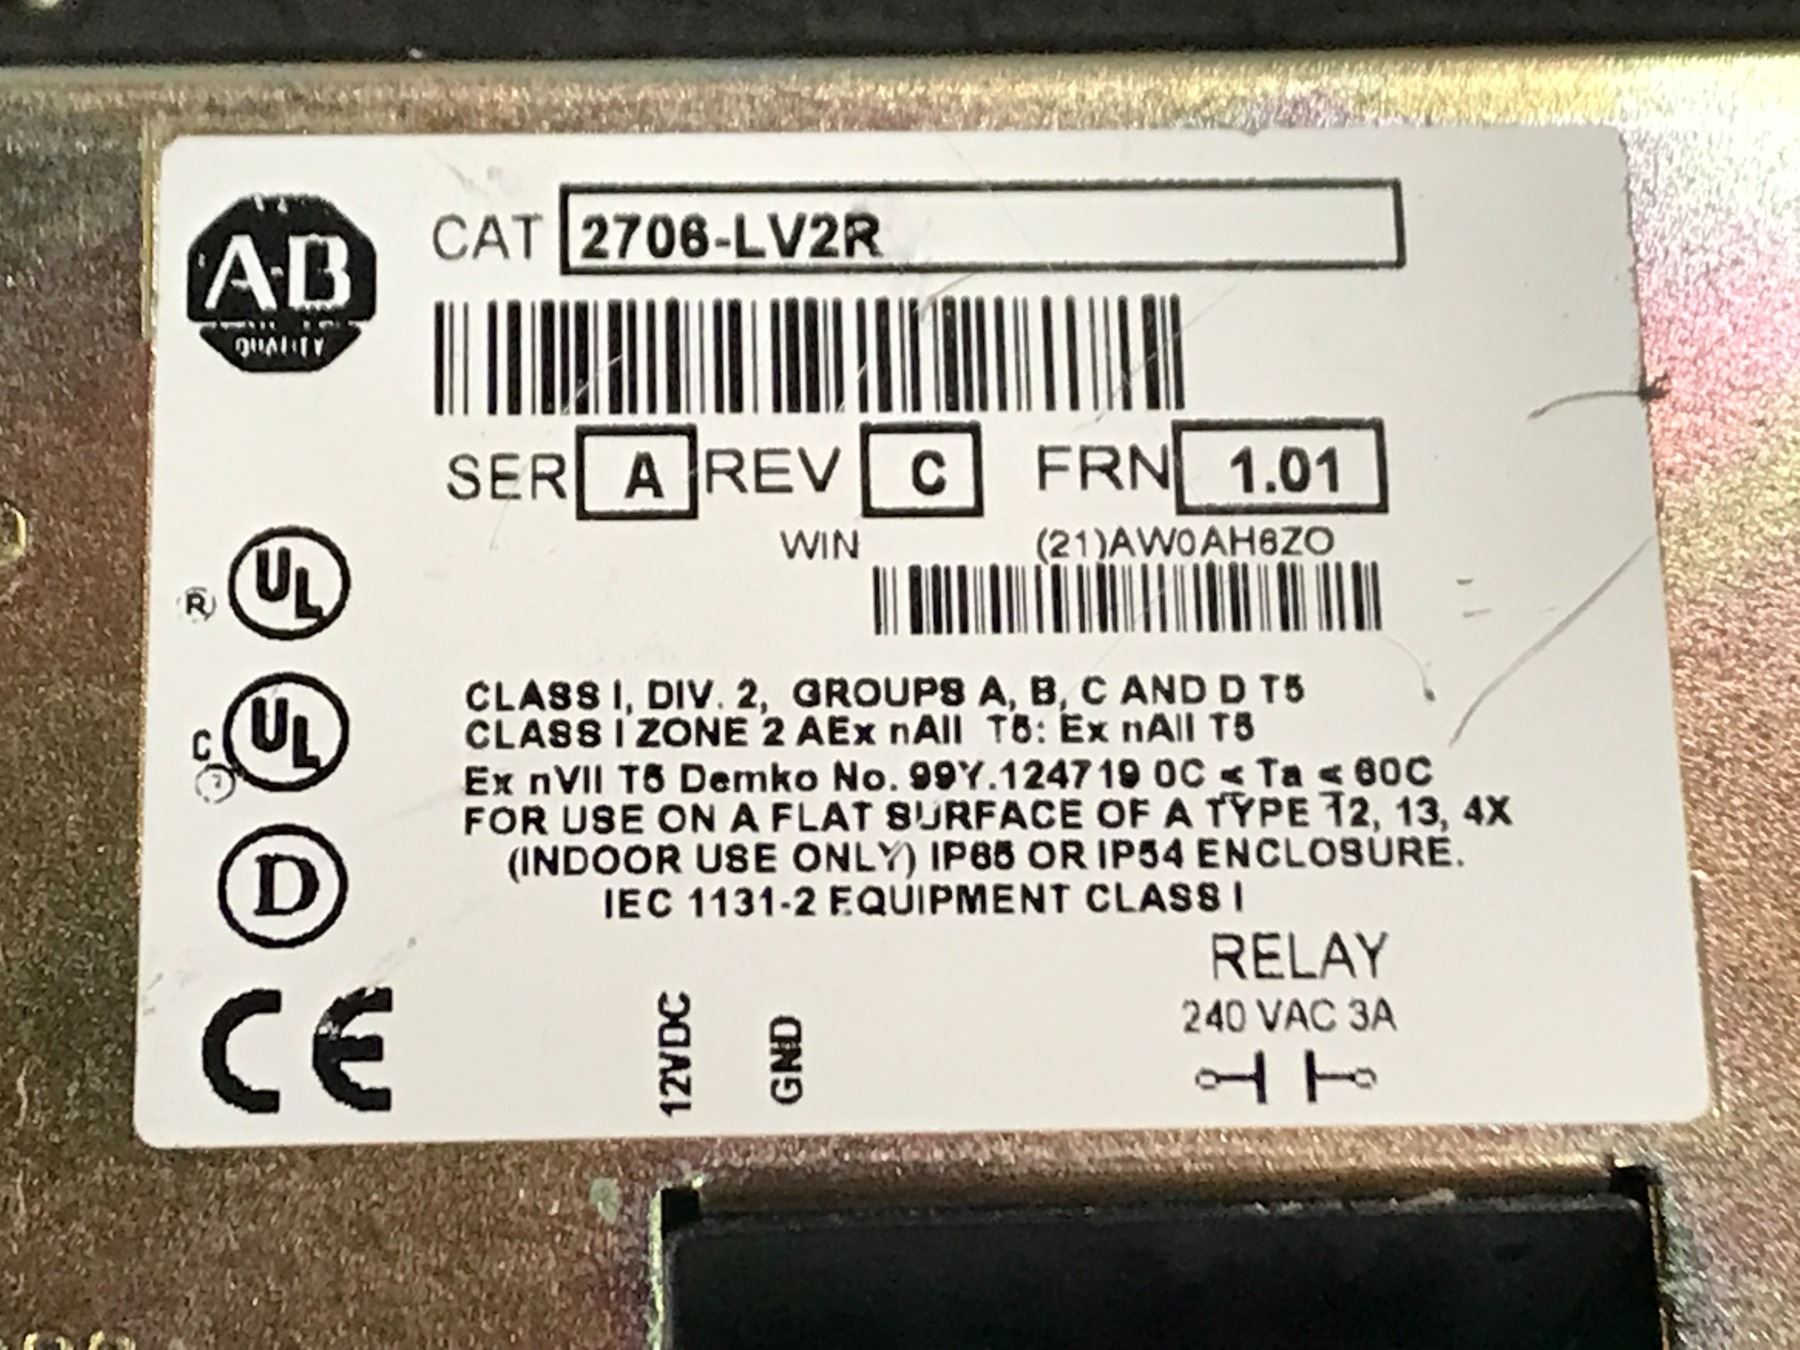 A-B
QUALITY
CAT 2706-LV2R
SER A REV C FRN 1.01
WIN (21)AW0AH6ZO
R UL
C UL
D
CE
CLASS I, DIV. 2, GROUPS A, B, C AND D T5
CLASS I ZONE 2 AEx nAII T5: Ex nAII T5
Ex nVII T5 Demko No. 99Y.124719 0C ≤ Ta ≤ 60C
FOR USE ON A FLAT SURFACE OF A TYPE 12, 13, 4X
(INDOOR USE ONLY) IP65 OR IP54 ENCLOSURE.
IEC 1131-2 EQUIPMENT CLASS I
12VDC
GND
RELAY
240 VAC 3A